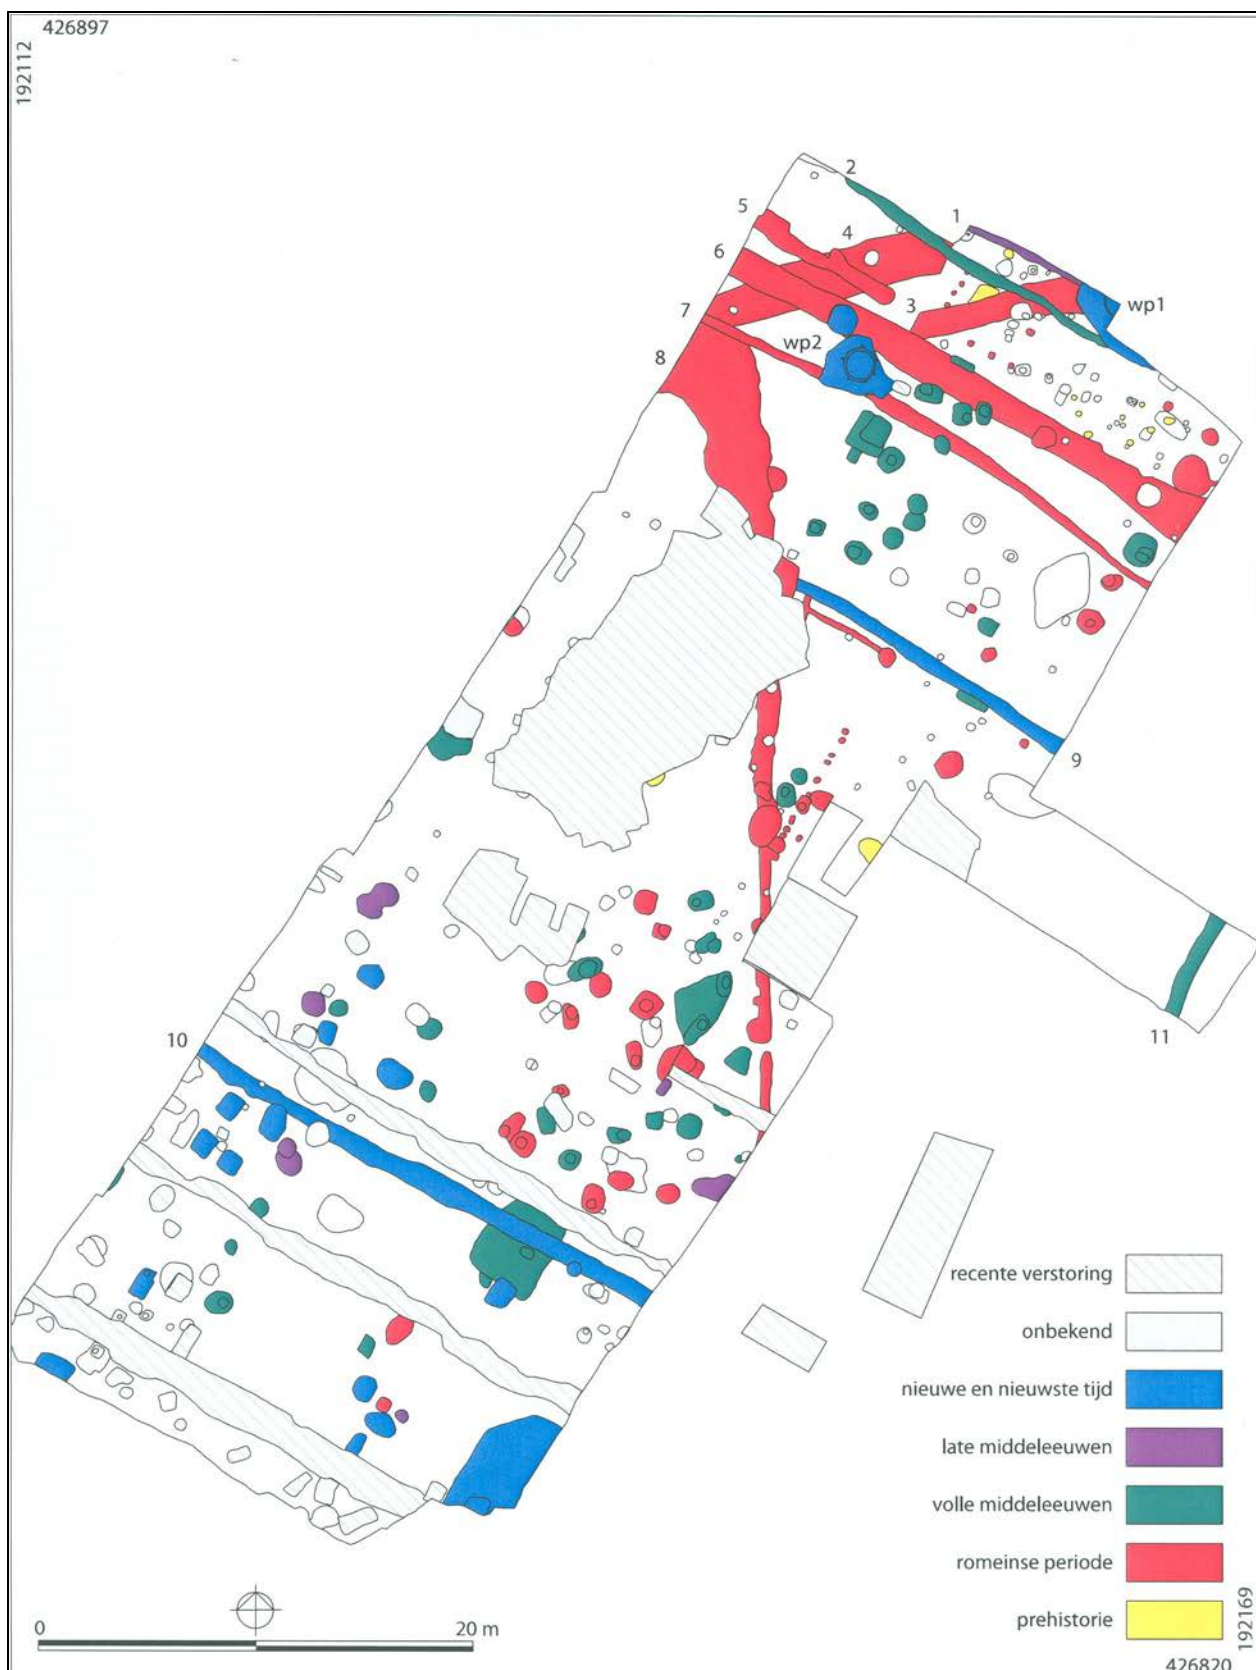 426897
192112
2
1
5
4
6
3
wp1
7
wp2
8
9
10
11
recente verstoring
onbekend
nieuwe en nieuwste tijd
late middeleeuwen
volle middeleeuwen
romeinse periode
prehistorie
0
20 m
192169
426820